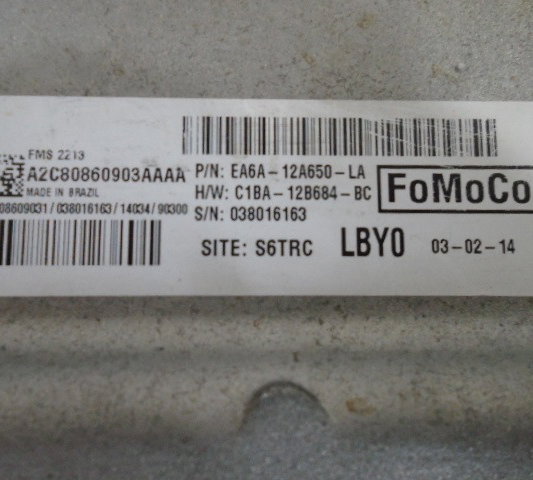 FMS 2213
A2C80860903AAAA
MADE IN BRAZIL
08609031/038016163/14034/90300
P/N: EA6A-12A650-LA
H/W: C1BA-12B684-BC
S/N: 038016163
FoMoCo
SITE: S6TRC LBY0 03-02-14